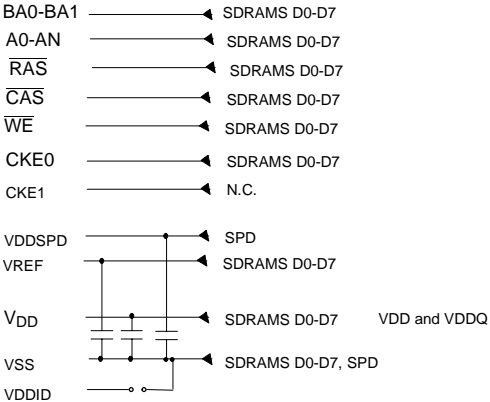 BA0-BA1 SDRAMS D0-D7
A0-AN SDRAMS D0-D7
RAS SDRAMS D0-D7
CAS SDRAMS D0-D7
WE SDRAMS D0-D7
CKE0 SDRAMS D0-D7
CKE1 N.C.
VDDSPD SPD
VREF SDRAMS D0-D7
VDD SDRAMS D0-D7 VDD and VDDQ
VSS SDRAMS D0-D7, SPD
VDDID